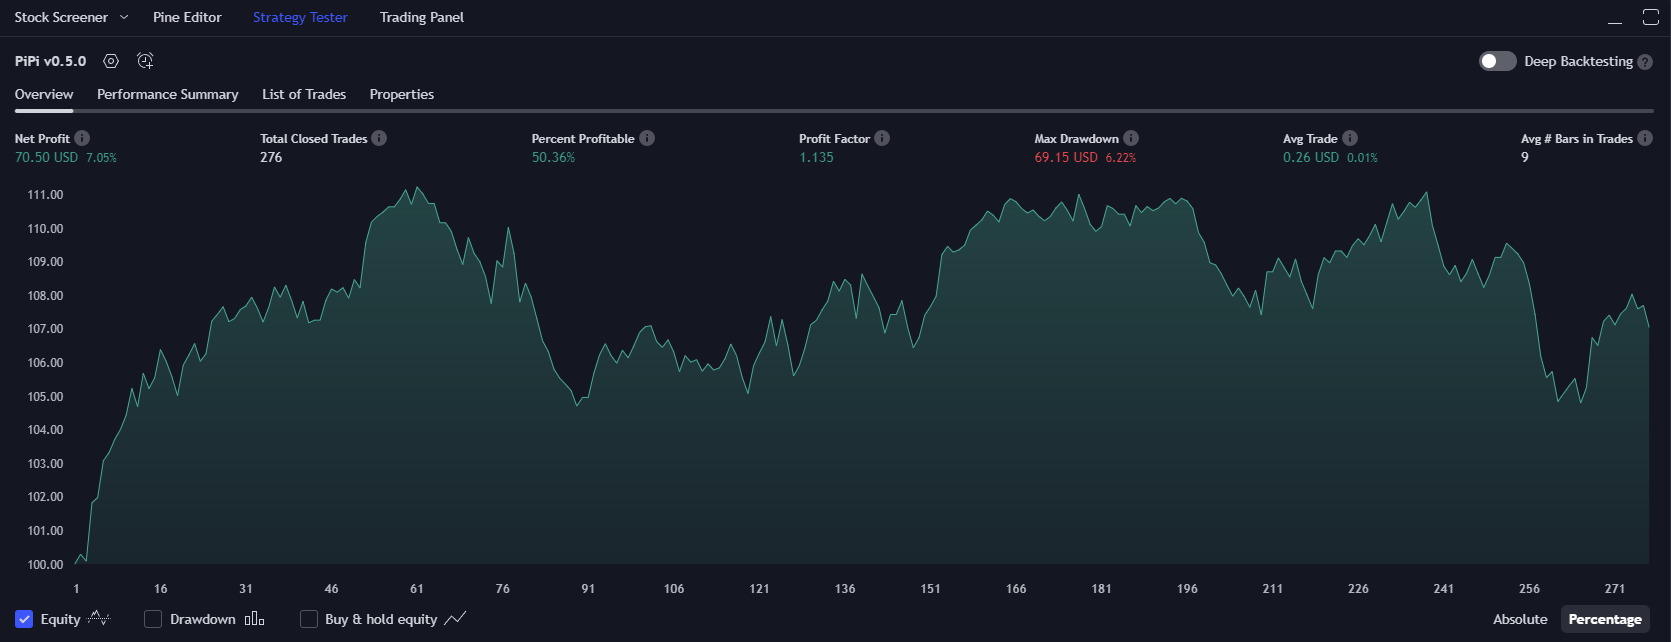 Stock Screener Pine Editor Strategy Tester Trading Panel
PiPi v0.5.0 Deep Backtesting ?
Overview Performance Summary List of Trades Properties
Net Profit Total Closed Trades Percent Profitable Profit Factor Max Drawdown Avg Trade Avg # Bars in Trades
70.50 USD 7.05% 276 50.36% 1.135 69.15 USD 6.22% 0.26 USD 0.01% 9
111.00
110.00
109.00
108.00
107.00
106.00
105.00
104.00
103.00
102.00
101.00
100.00
1 16 31 46 61 76 91 106 121 136 151 166 181 196 211 226 241 256 271
Equity Drawdown Buy & hold equity Absolute Percentage